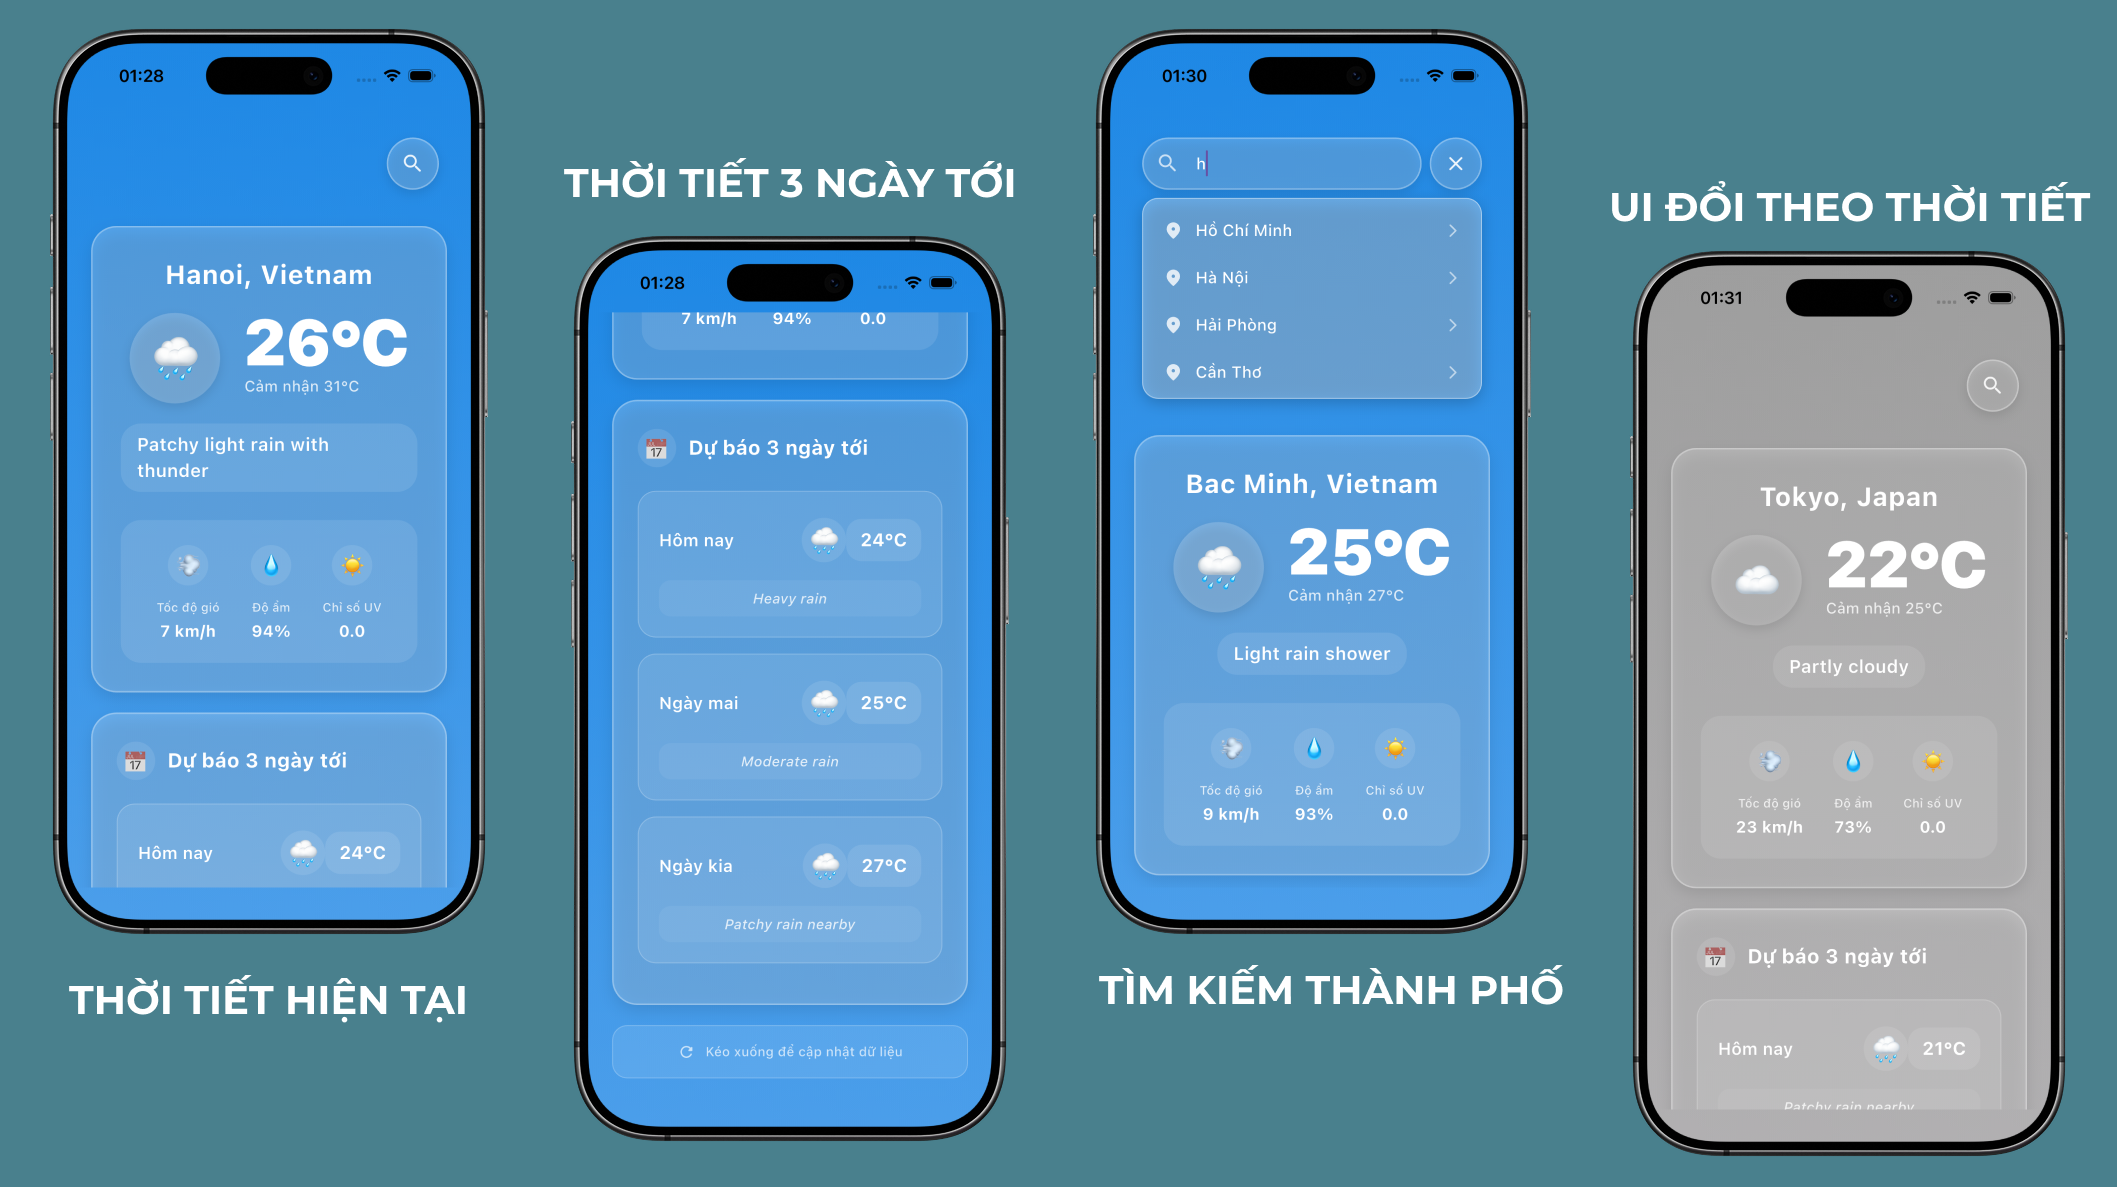 01:28
Hanoi, Vietnam
26°C
Cảm nhận 31°C
Patchy light rain with
thunder
Tốc độ gió
Độ ẩm
Chỉ số UV
7 km/h
94%
0.0
17
Dự báo 3 ngày tới
Hôm nay
24°C
THỜI TIẾT HIỆN TẠI
THỜI TIẾT 3 NGÀY TỚI
01:28
7 km/h
94%
0.0
17
Dự báo 3 ngày tới
Hôm nay
24°C
Heavy rain
Ngày mai
25°C
Moderate rain
Ngày kia
27°C
Patchy rain nearby
Kéo xuống để cập nhật dữ liệu
01:30
h
Hồ Chí Minh
Hà Nội
Hải Phòng
Cần Thơ
Bac Minh, Vietnam
25°C
Cảm nhận 27°C
Light rain shower
Tốc độ gió
Độ ẩm
Chỉ số UV
9 km/h
93%
0.0
TÌM KIẾM THÀNH PHỐ
UI ĐỔI THEO THỜI TIẾT
01:31
Tokyo, Japan
22°C
Cảm nhận 25°C
Partly cloudy
Tốc độ gió
Độ ẩm
Chỉ số UV
23 km/h
73%
0.0
17
Dự báo 3 ngày tới
Hôm nay
21°C
Patchy rain nearby